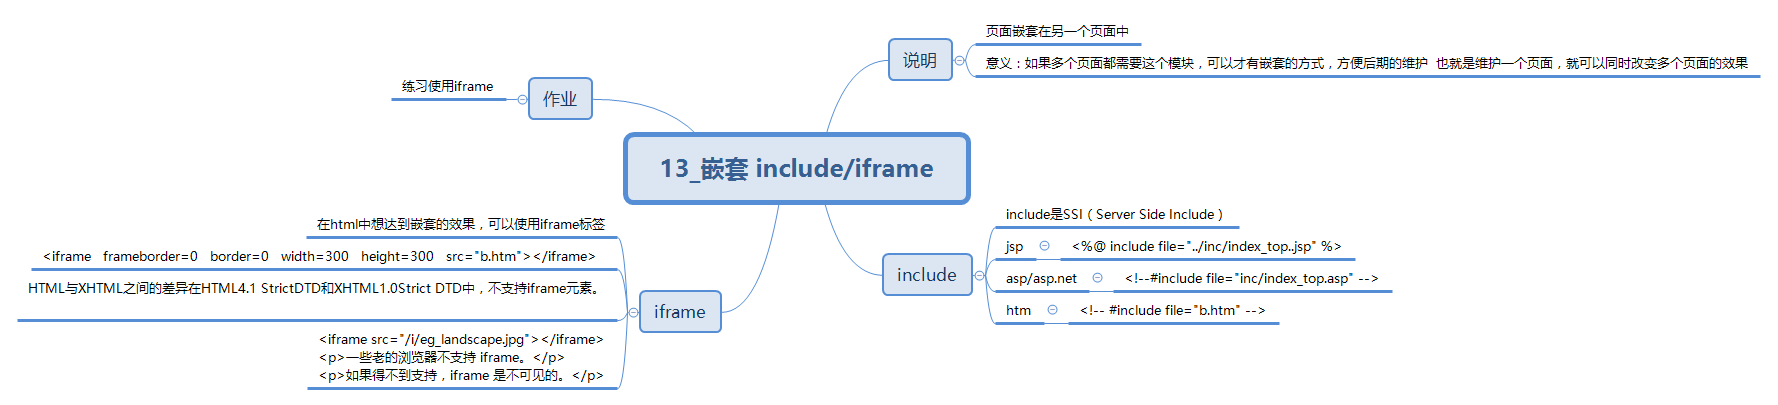 13_嵌套 include/iframe
说明
页面嵌套在另一个页面中
意义：如果多个页面都需要这个模块，可以才有嵌套的方式，方便后期的维护  也就是维护一个页面，就可以同时改变多个页面的效果
include
include是SSI（Server Side Include）
jsp
<%@ include file="../inc/index_top..jsp" %>
asp/asp.net
<!--#include file="inc/index_top.asp" -->
htm
<!-- #include file="b.htm" -->
iframe
在html中想达到嵌套的效果，可以使用iframe标签
<iframe   frameborder=0   border=0   width=300   height=300   src="b.htm"></iframe>
HTML与XHTML之间的差异在HTML4.1 StrictDTD和XHTML1.0Strict DTD中，不支持iframe元素。
<iframe src="/i/eg_landscape.jpg"></iframe>
<p>一些老的浏览器不支持 iframe。</p>
<p>如果得不到支持，iframe 是不可见的。</p>
作业
练习使用iframe